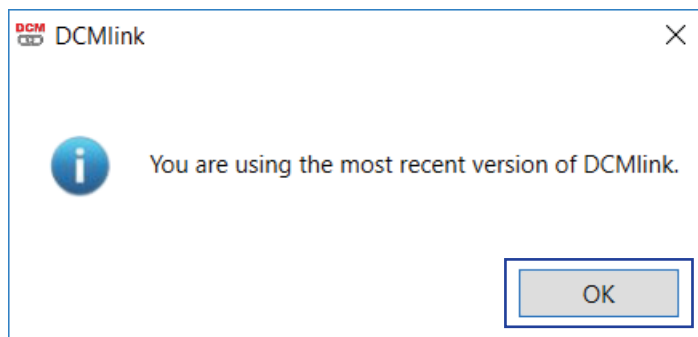 DCM DCMlink
You are using the most recent version of DCMlink.
OK